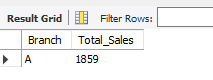 Result Grid Filter Rows:
Branch Total_Sales
A 1859